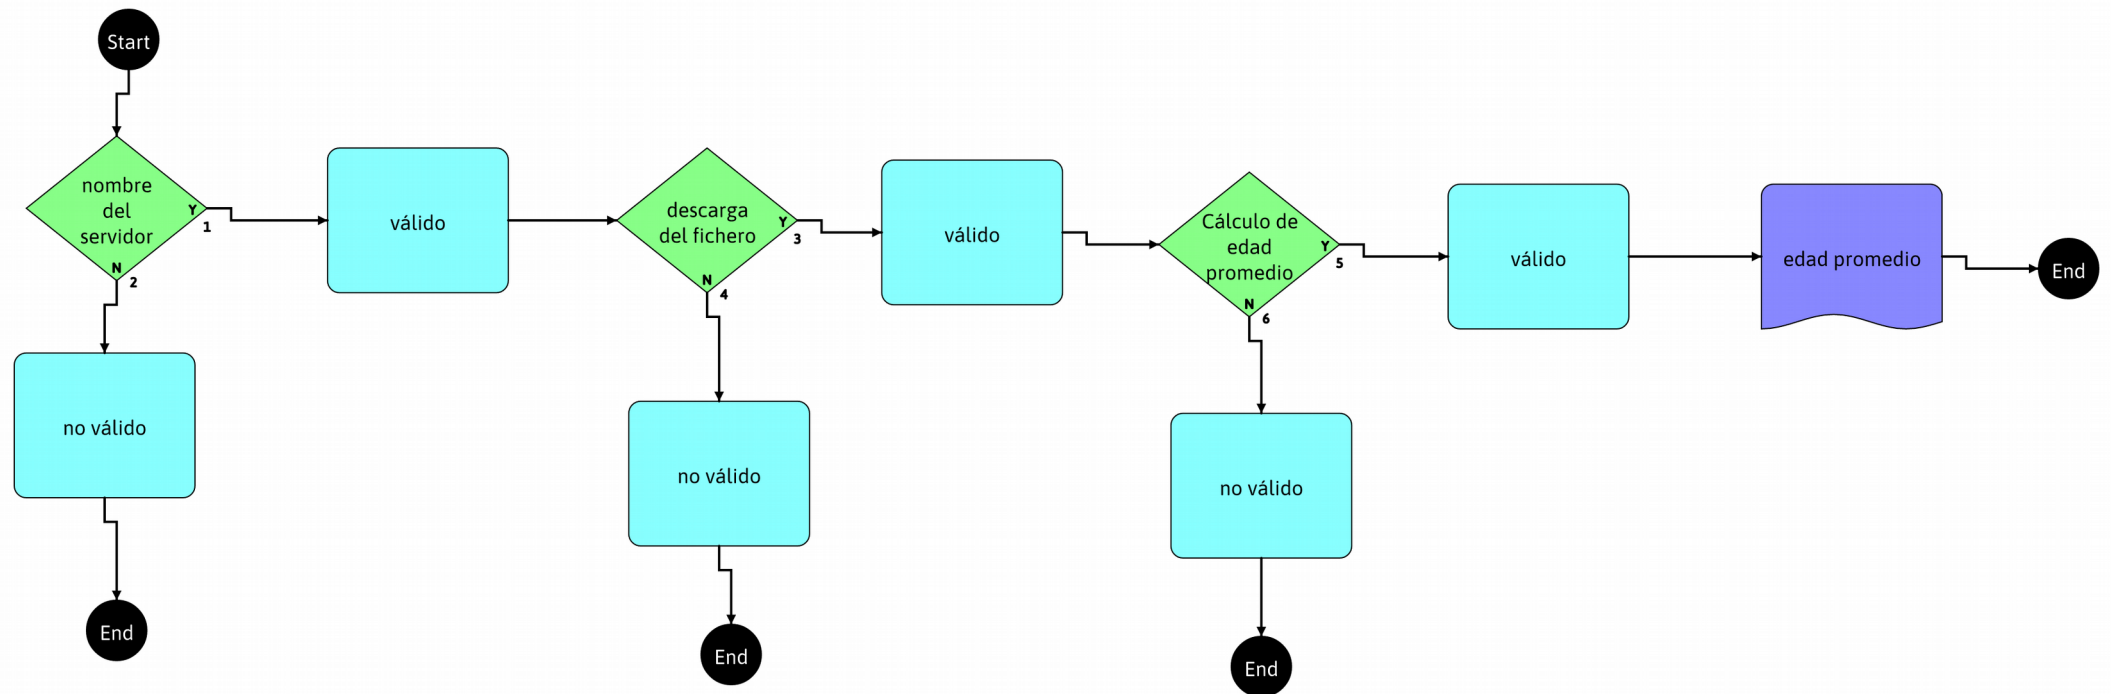 Start
nombre
del
servidor
Y
1
N
2
válido
descarga
del fichero
Y
3
N
4
válido
Cálculo de
edad
promedio
Y
5
N
6
válido
edad promedio
End
no válido
End
no válido
End
no válido
End